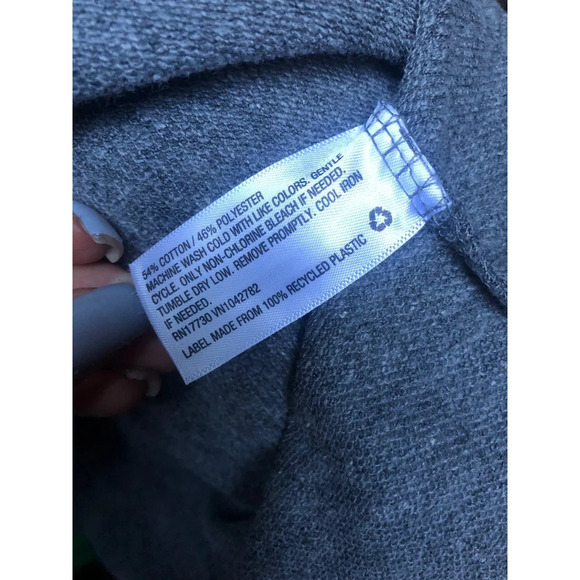 54% COTTON / 46% POLYESTER
MACHINE WASH COLD WITH LIKE COLORS. GENTLE
CYCLE. ONLY NON-CHLORINE BLEACH IF NEEDED.
TUMBLE DRY LOW. REMOVE PROMPTLY. COOL IRON
IF NEEDED.
RN17730 VN1042782
LABEL MADE FROM 100% RECYCLED PLASTIC